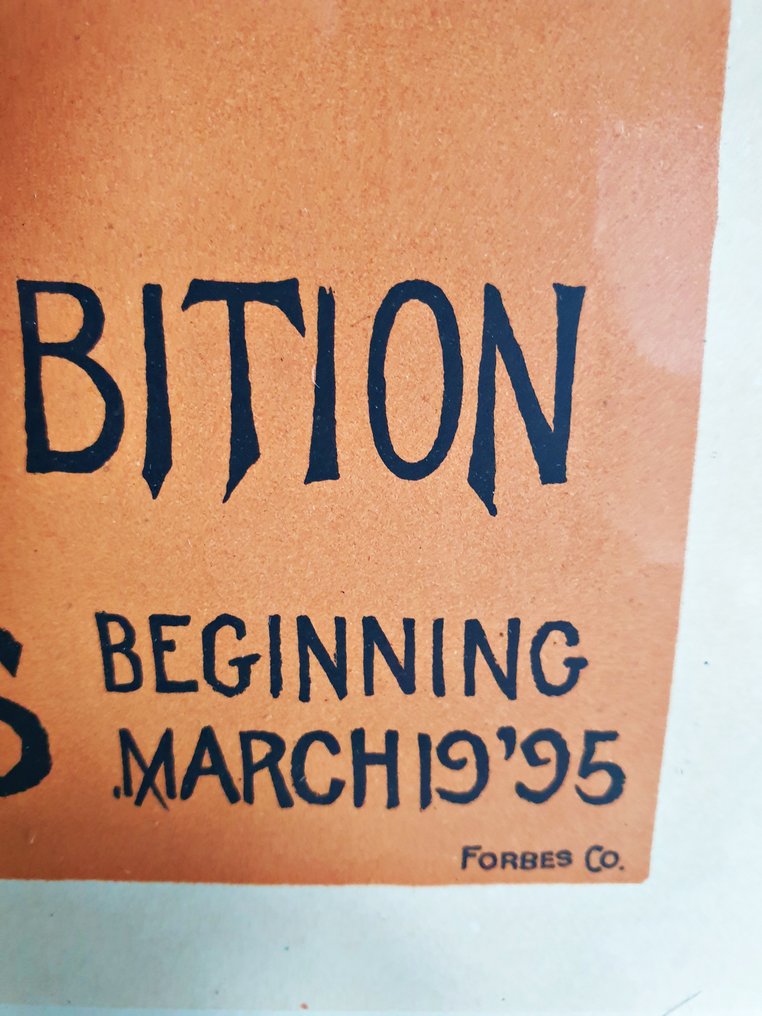 BITION
S BEGINNING
MARCH 19 '95
FORBES CO.